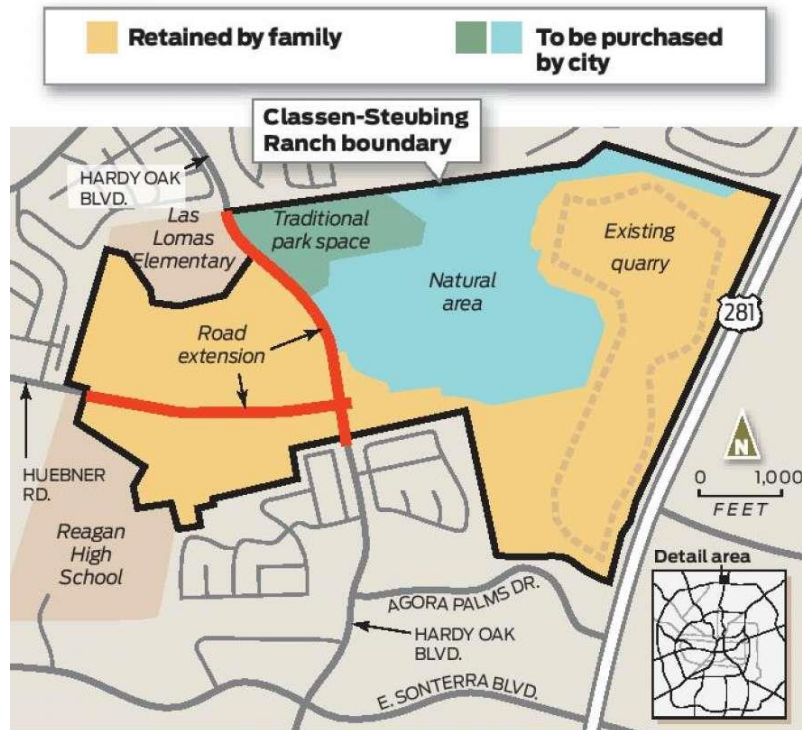 Retained by family
To be purchased
by city
Classen-Steubing
Ranch boundary
HARDY OAK
BLVD.
Las
Lomas
Elementary
Traditional
park space
Existing
quarry
Natural
area
281
Road
extension
N
0 1,000
FEET
HUEBNER
RD.
Reagan
High
School
Detail area
AGORA PALMS DR.
HARDY OAK
BLVD.
E. SONTERRA BLVD.